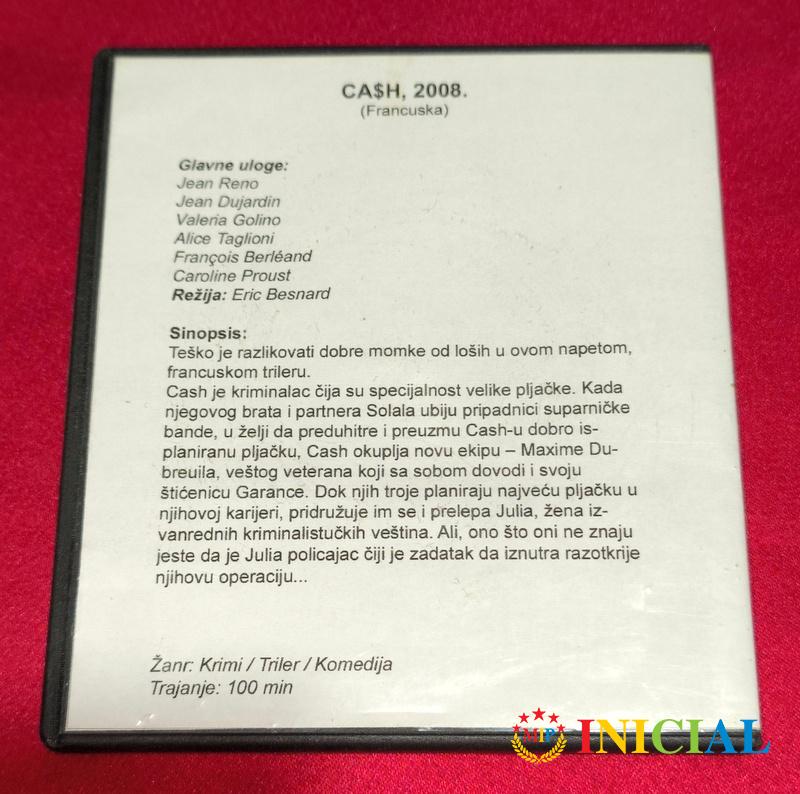 CA$H, 2008.
(Francuska)
Glavne uloge:
Jean Reno
Jean Dujardin
Valeria Golino
Alice Taglioni
François Berléand
Caroline Proust
Režija: Eric Besnard
Sinopsis:
Teško je razlikovati dobre momke od loših u ovom napetom,
francuskom trileru.
Cash je kriminalac čija su specijalnost velike pljačke. Kada
njegovog brata i partnera Solala ubiju pripadnici suparničke
bande, u želji da preduhitre i preuzmu Cash-u dobro is-
planiranu pljačku, Cash okuplja novu ekipu – Maxime Du-
breuila, veštog veterana koji sa sobom dovodi i svoju
štićenicu Garance. Dok njih troje planiraju najveću pljačku u
njihovoj karijeri, pridružuje im se i prelepa Julia, žena iz-
vanrednih kriminalistučkih veština. Ali, ono što oni ne znaju
jeste da je Julia policajac čiji je zadatak da iznutra razotkrije
njihovu operaciju...
Žanr: Krimi / Triler / Komedija
Trajanje: 100 min
MIP INICIAL